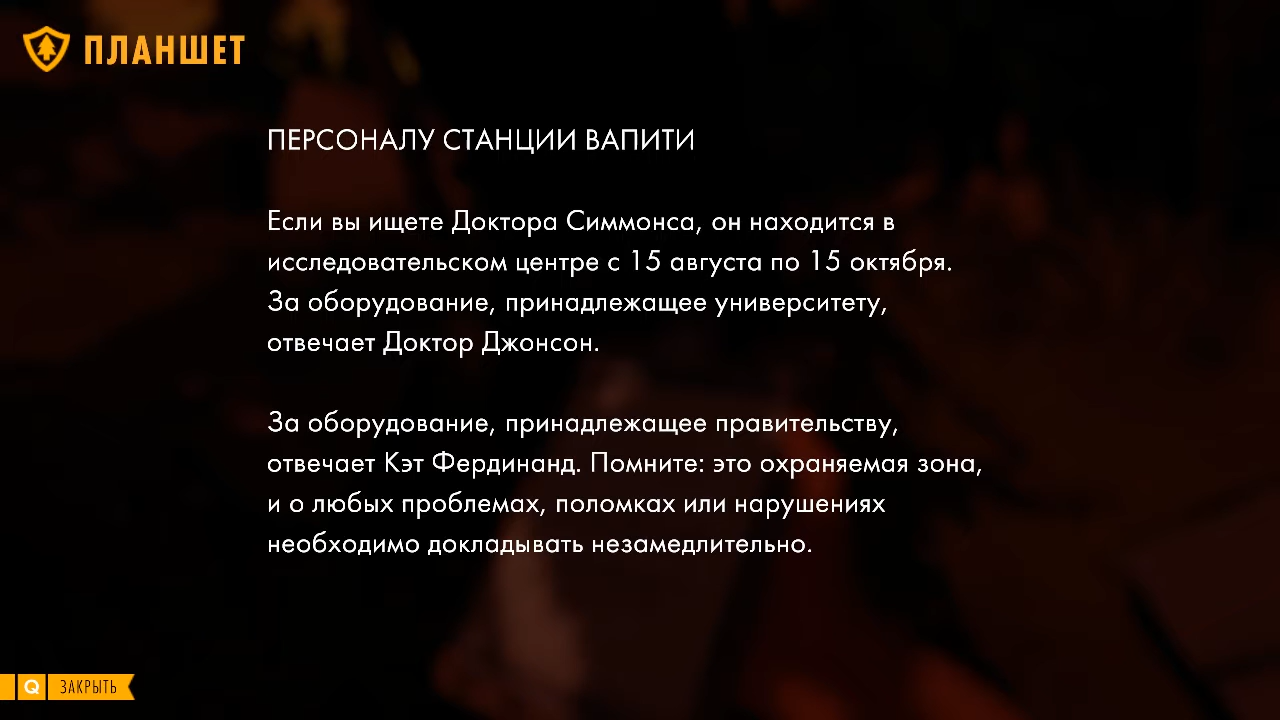 ПЛАНШЕТ
ПЕРСОНАЛУ СТАНЦИИ ВАПИТИ
Если вы ищете Доктора Симмонса, он находится в
исследовательском центре с 15 августа по 15 октября.
За оборудование, принадлежащее университету,
отвечает Доктор Джонсон.
За оборудование, принадлежащее правительству,
отвечает Кэт Фердинанд. Помните: это охраняемая зона,
и о любых проблемах, поломках или нарушениях
необходимо докладывать незамедлительно.
Q ЗАКРЫТЬ